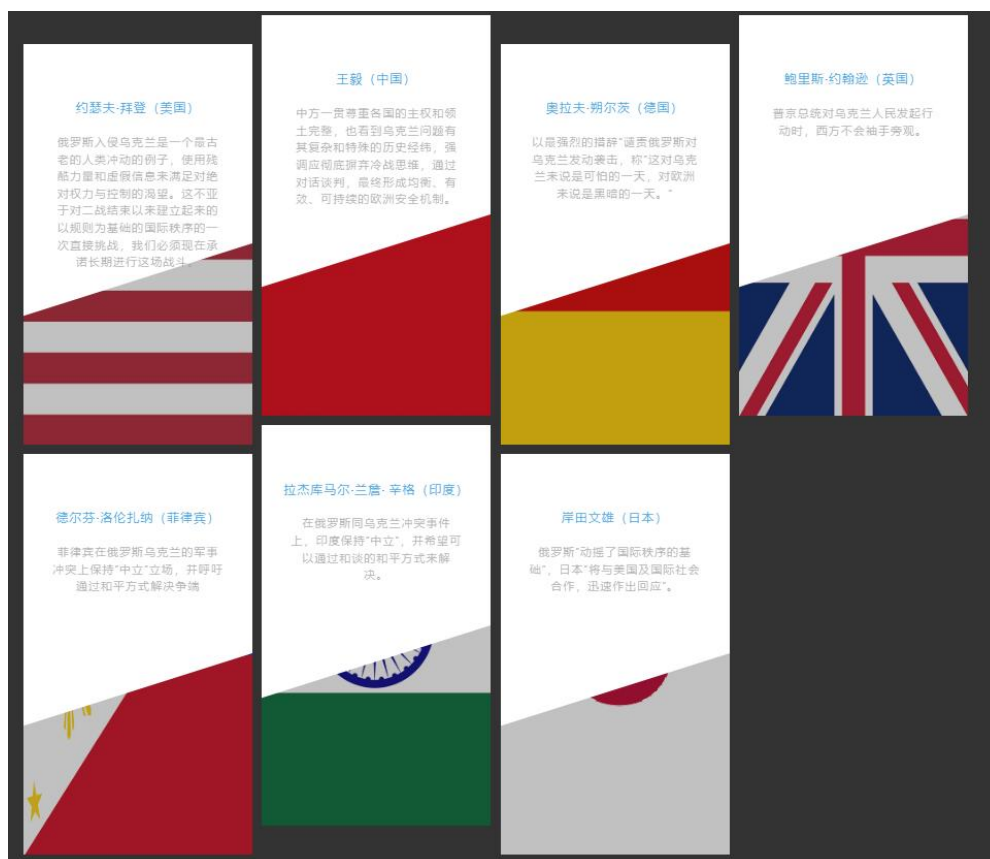 约瑟夫·拜登（美国）
俄罗斯入侵乌克兰是一个最古
老的人类冲动的例子，使用残
酷力量和虚假信息来满足对绝
对权力与控制的渴望。这不亚
于对二战结束以来建立起来的
以规则为基础的国际秩序的一
次直接挑战，我们必须现在承
诺长期进行这场战斗。
王毅（中国）
中方一贯尊重各国的主权和领
土完整，也看到乌克兰问题有
其复杂和特殊的历史经纬，强
调应彻底摒弃冷战思维，通过
对话谈判，最终形成均衡、有
效、可持续的欧洲安全机制。
奥拉夫·朔尔茨（德国）
以最强烈的措辞“谴责俄罗斯对
乌克兰发动袭击，称“这对乌克
兰来说是可怕的一天，对欧洲
来说是黑暗的一天。”
鲍里斯·约翰逊（英国）
普京总统对乌克兰人民发起行
动时，西方不会袖手旁观。
德尔芬·洛伦扎纳（菲律宾）
菲律宾在俄罗斯乌克兰的军事
冲突上保持“中立”立场，并呼吁
通过和平方式解决争端
拉杰库马尔·兰詹· 辛格（印度）
在俄罗斯同乌克兰冲突事件
上，印度保持“中立”，并希望可
以通过和谈的和平方式来解
决。
岸田文雄（日本）
俄罗斯“动摇了国际秩序的基
础”，日本“将与美国及国际社会
合作，迅速作出回应”。